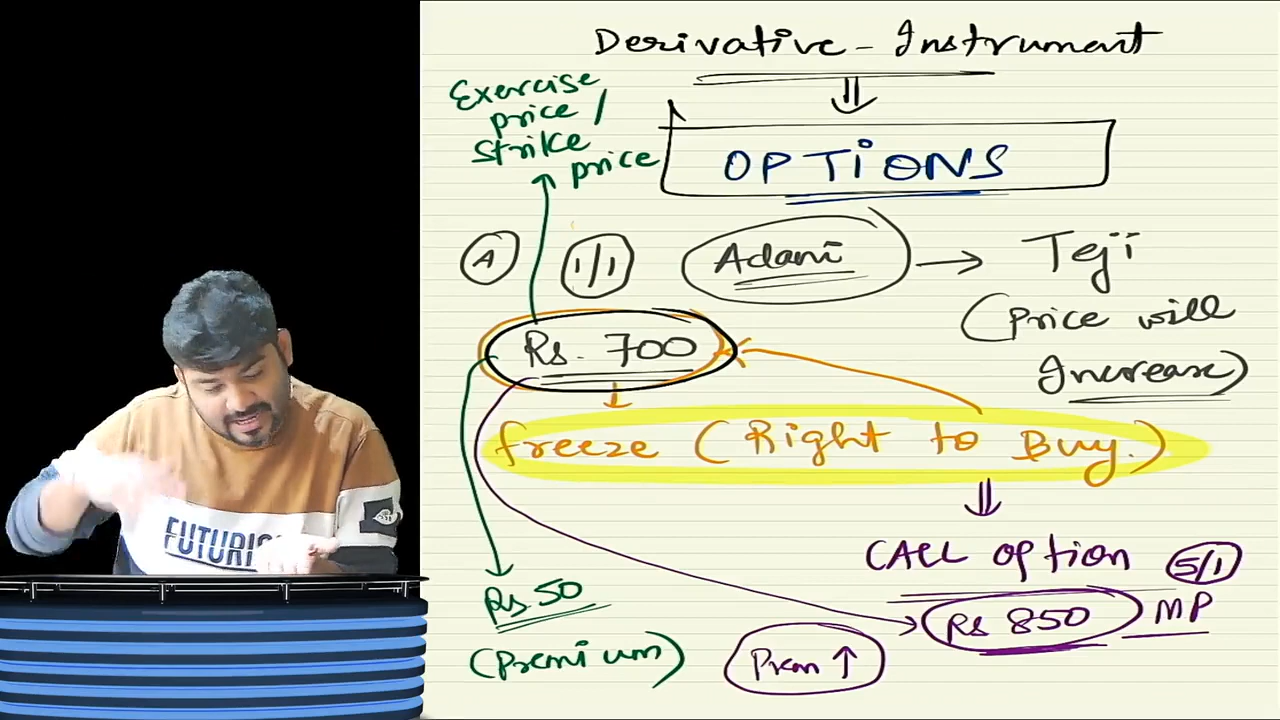 Derivative - Instrument
Exercise
price /
Strike
price
OPTIONS
A
1/1
Adani → Teji
(Price will
Increase)
Rs. 700
freeze (Right to Buy.)
CALL option
5/1
Rs 850 MP
Rs. 50
(Premium)
Prem ↑
FUTURI